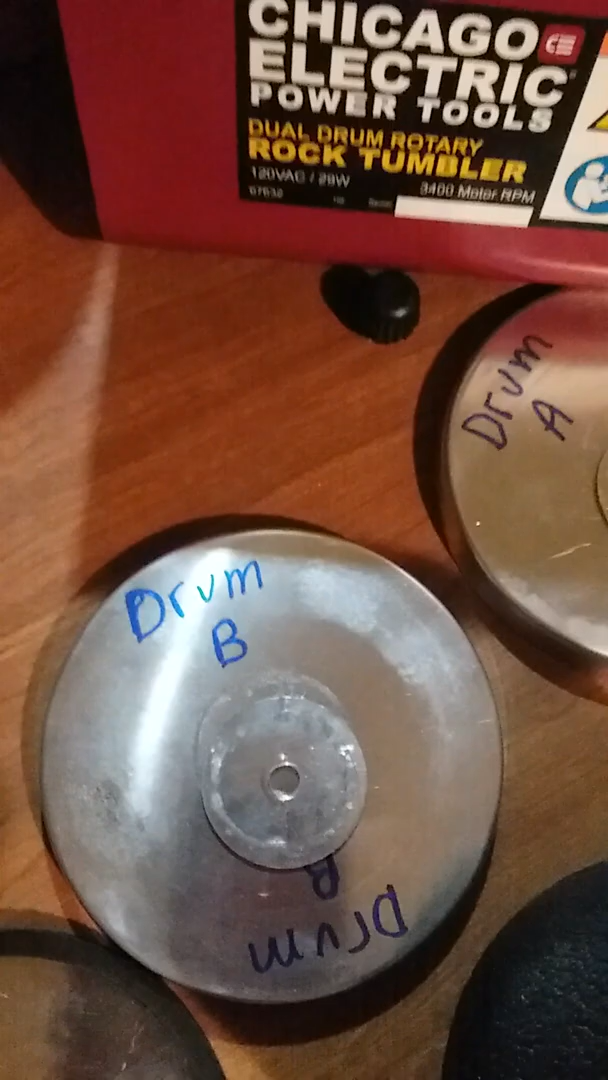 CHICAGO
ELECTRIC
POWER TOOLS
DUAL DRUM ROTARY
ROCK TUMBLER
120VAC / 29W
3400 Motor RPM
Drum
A
Drum
B
Drum
B